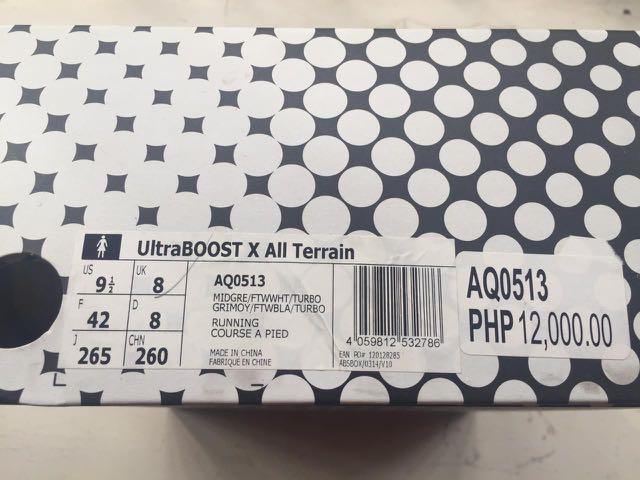 UltraBOOST X All Terrain
US 9½ UK 8
F 42 D 8
J 265 CHN 260
AQ0513
MIDGRE/FTWWHT/TURBO
GRIMOY/FTWBLA/TURBO
RUNNING
COURSE A PIED
MADE IN CHINA
FABRIQUE EN CHINE
4 059812 532786
EAN PO# 120128285
ABSBOX/0314/V10
AQ0513
PHP 12,000.00